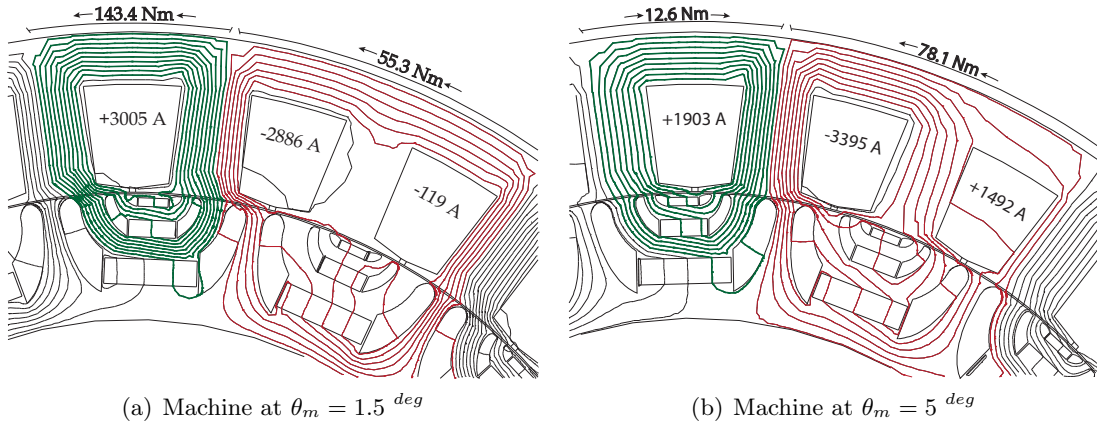 ←143.4 Nm→
←55.3 Nm←
+3005 A
-2886 A
-119 A
(a) Machine at θm = 1.5 deg
→12.6 Nm←
←78.1 Nm←
+1903 A
-3395 A
+1492 A
(b) Machine at θm = 5 deg